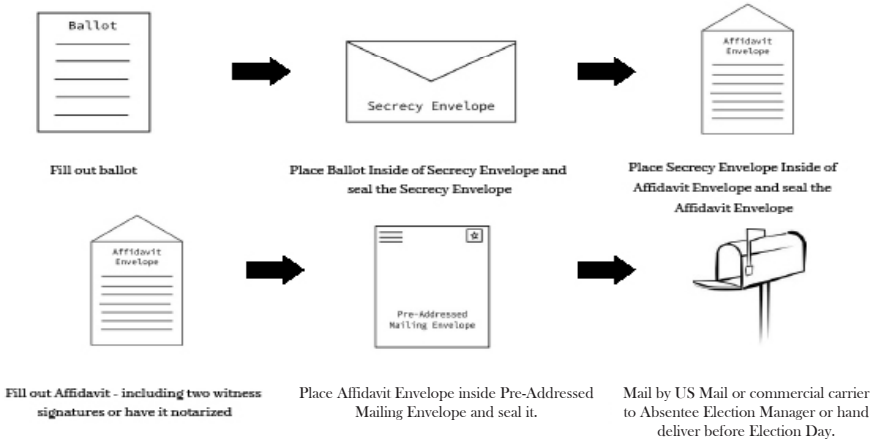 Ballot
Fill out ballot
Secrecy Envelope
Place Ballot Inside of Secrecy Envelope and
seal the Secrecy Envelope
Affidavit
Envelope
Place Secrecy Envelope Inside of
Affidavit Envelope and seal the
Affidavit Envelope
Affidavit
Envelope
Fill out Affidavit - including two witness
signatures or have it notarized
Pre-Addressed
Mailing Envelope
Place Affidavit Envelope inside Pre-Addressed
Mailing Envelope and seal it.
Mail by US Mail or commercial carrier
to Absentee Election Manager or hand
deliver before Election Day.